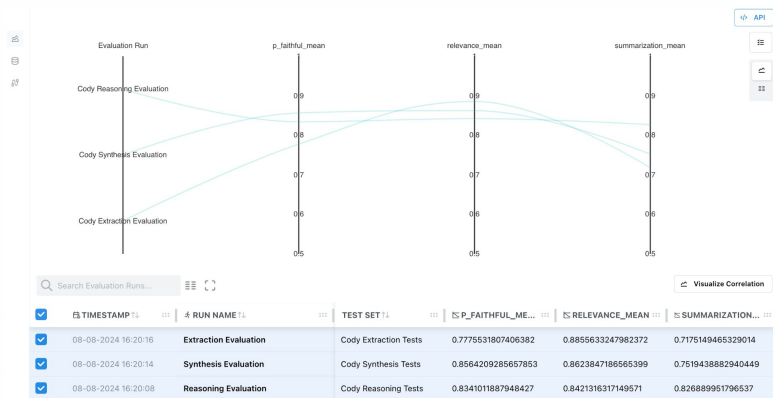 </> API
Evaluation Run p_faithful_mean relevance_mean summarization_mean
Cody Reasoning Evaluation 0.9 0.9 0.9
0.8 0.8 0.8
Cody Synthesis Evaluation
0.7 0.7 0.7
Cody Extraction Evaluation 0.6 0.6 0.6
0.5 0.5 0.5
Search Evaluation Runs... Visualize Correlation
TIMESTAMP RUN NAME TEST SET P_FAITHFUL_ME... RELEVANCE_MEAN SUMMARIZATION...
08-08-2024 16:20:16 Extraction Evaluation Cody Extraction Tests 0.7775531807406382 0.8855633247982372 0.7175149465329014
08-08-2024 16:20:14 Synthesis Evaluation Cody Synthesis Tests 0.8564209285657853 0.8623847186565399 0.7519438882940449
08-08-2024 16:20:08 Reasoning Evaluation Cody Reasoning Tests 0.8341011887948427 0.8421316317149571 0.826889951796537